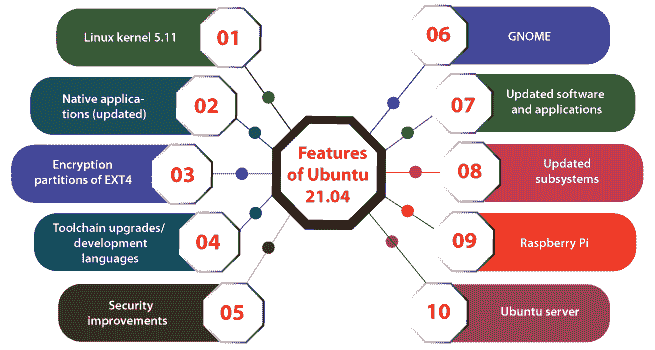 Linux kernel 5.11
01
Native applica-
tions (updated)
02
Encryption
partitions of EXT4
03
Toolchain upgrades/
development
languages
04
Security
improvements
05
Features
of Ubuntu
21.04
06
GNOME
07
Updated software
and applications
08
Updated
subsystems
09
Raspberry Pi
10
Ubuntu server